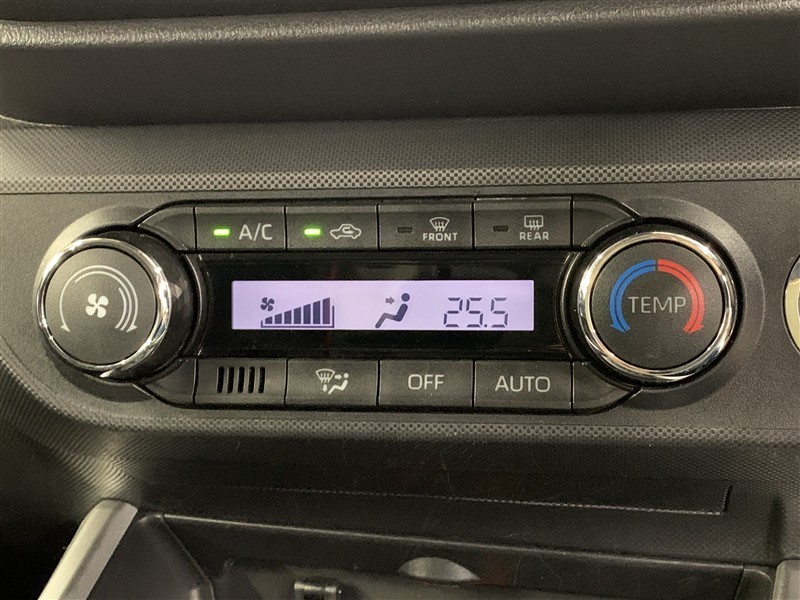 A/C
FRONT
REAR
25.5
TEMP
OFF
AUTO